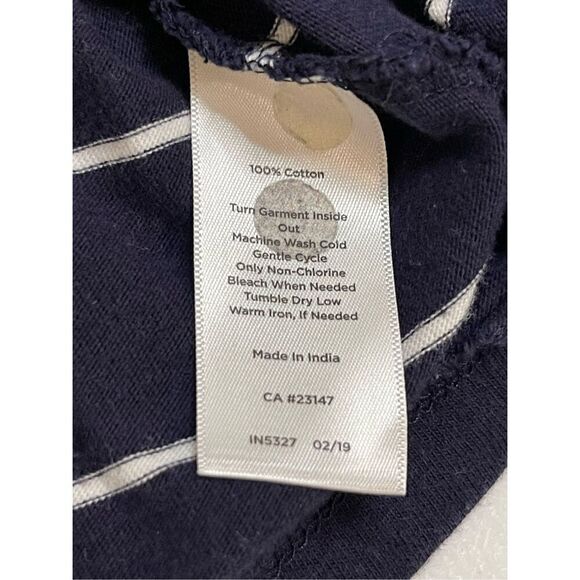 100% Cotton
Turn Garment Inside
Out
Machine Wash Cold
Gentle Cycle
Only Non-Chlorine
Bleach When Needed
Tumble Dry Low
Warm Iron, If Needed
Made In India
CA #23147
IN5327 02/19